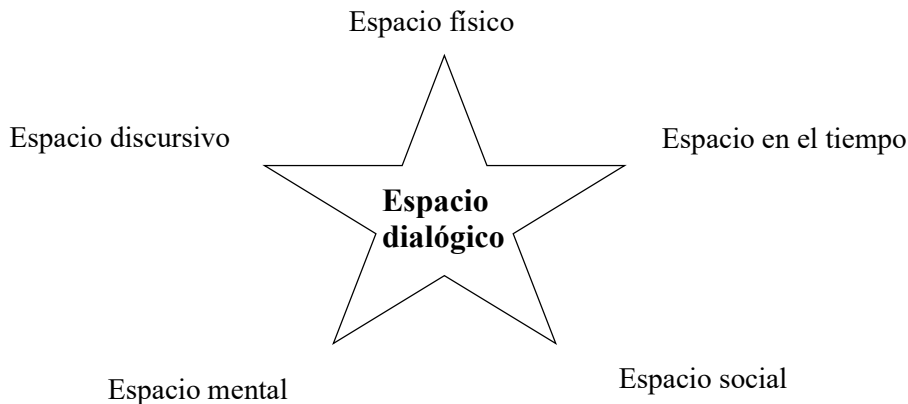 Espacio físico
Espacio discursivo
Espacio en el tiempo
Espacio
dialógico
Espacio mental
Espacio social